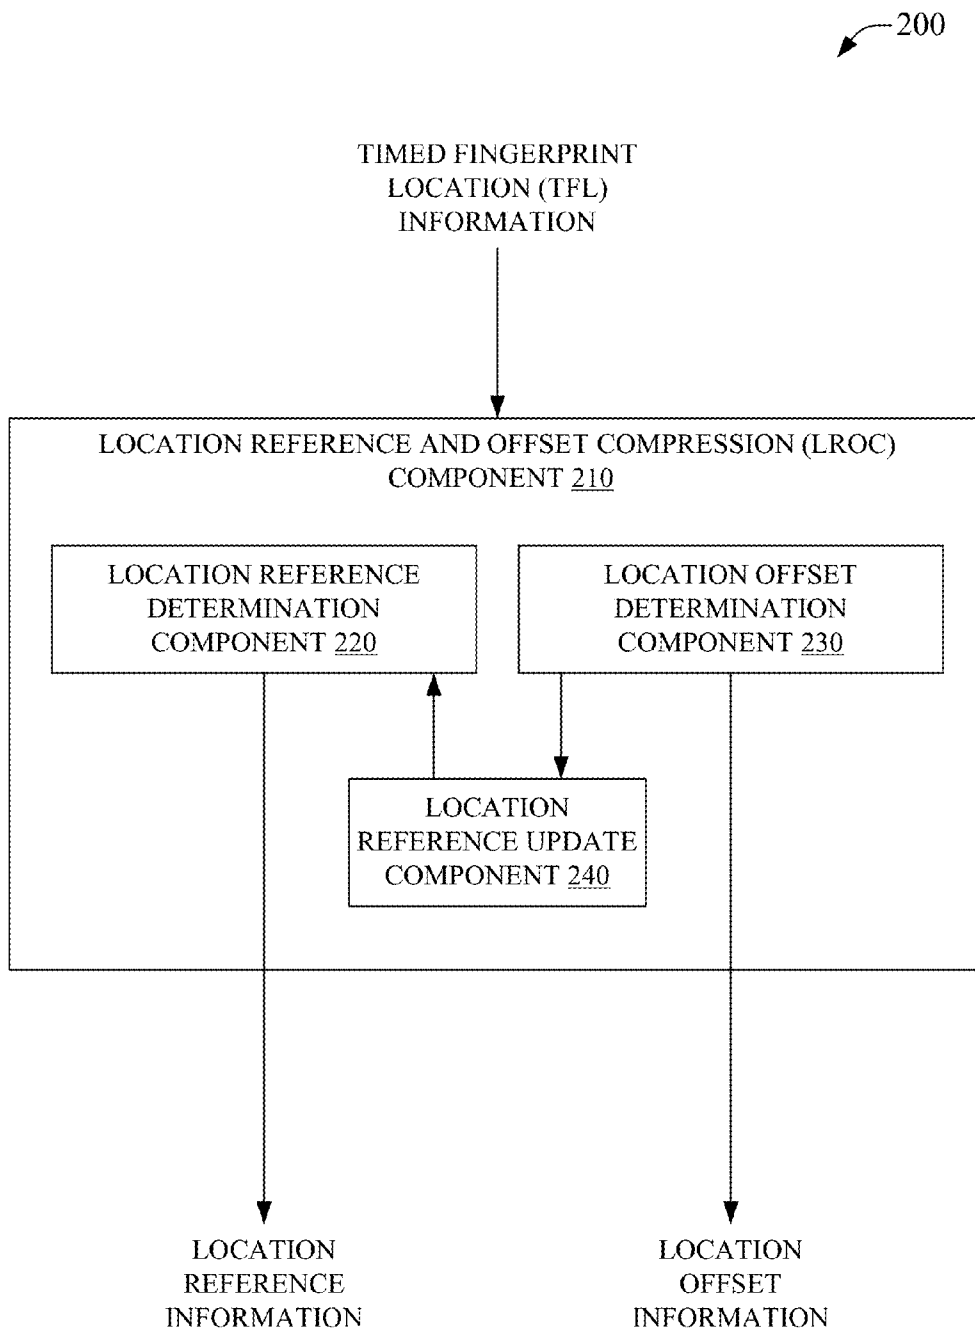 200
TIMED FINGERPRINT
LOCATION (TFL)
INFORMATION
LOCATION REFERENCE AND OFFSET COMPRESSION (LROC)
COMPONENT 210
LOCATION REFERENCE
DETERMINATION
COMPONENT 220
LOCATION OFFSET
DETERMINATION
COMPONENT 230
LOCATION
REFERENCE UPDATE
COMPONENT 240
LOCATION
REFERENCE
INFORMATION
LOCATION
OFFSET
INFORMATION